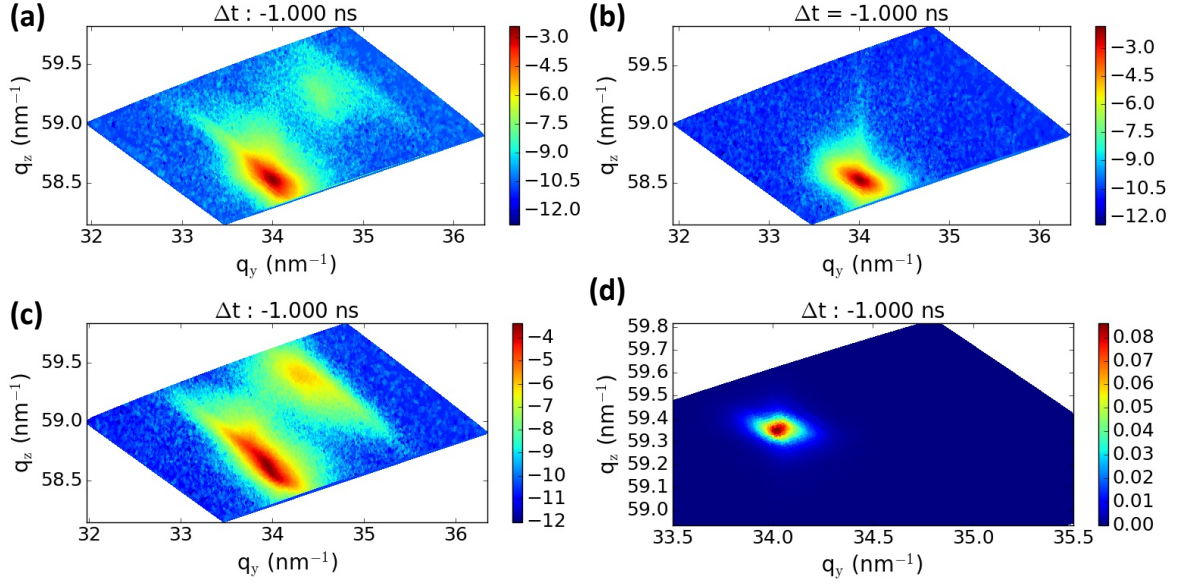 (a)
Δt : -1.000 ns
q_z (nm⁻¹)
59.5
59.0
58.5
32 33 34 35 36
q_y (nm⁻¹)
−3.0
−4.5
−6.0
−7.5
−9.0
−10.5
−12.0
(b)
Δt = -1.000 ns
q_z (nm⁻¹)
59.5
59.0
58.5
32 33 34 35 36
q_y (nm⁻¹)
−3.0
−4.5
−6.0
−7.5
−9.0
−10.5
−12.0
(c)
Δt : -1.000 ns
q_z (nm⁻¹)
59.5
59.0
58.5
32 33 34 35 36
q_y (nm⁻¹)
−4
−5
−6
−7
−8
−9
−10
−11
−12
(d)
Δt : -1.000 ns
q_z (nm⁻¹)
59.8
59.7
59.6
59.5
59.4
59.3
59.2
59.1
59.0
33.5 34.0 34.5 35.0 35.5
q_y (nm⁻¹)
0.08
0.07
0.06
0.05
0.04
0.03
0.02
0.01
0.00